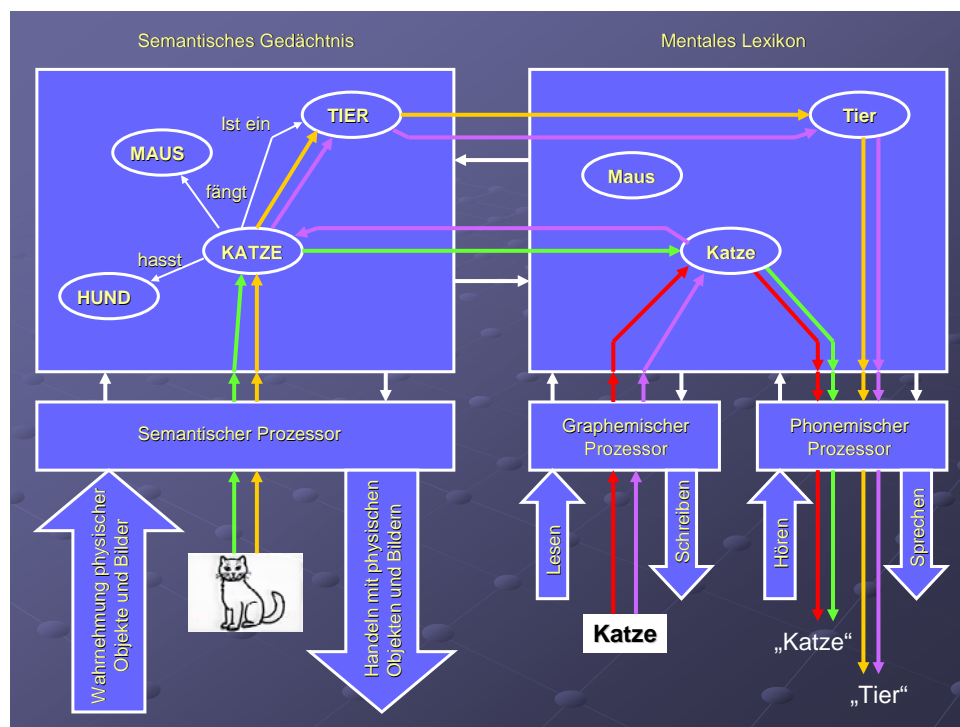 Semantisches Gedächtnis
Mentales Lexikon
Ist ein
TIER
Tier
MAUS
Maus
fängt
KATZE
Katze
hasst
HUND
Semantischer Prozessor
Graphemischer
Prozessor
Phonemischer
Prozessor
Wahrnehmung physischer
Objekte und Bilder
Handeln mit physischen
Objekten und Bildern
Lesen
Schreiben
Hören
Sprechen
Katze
„Katze“
„Tier“